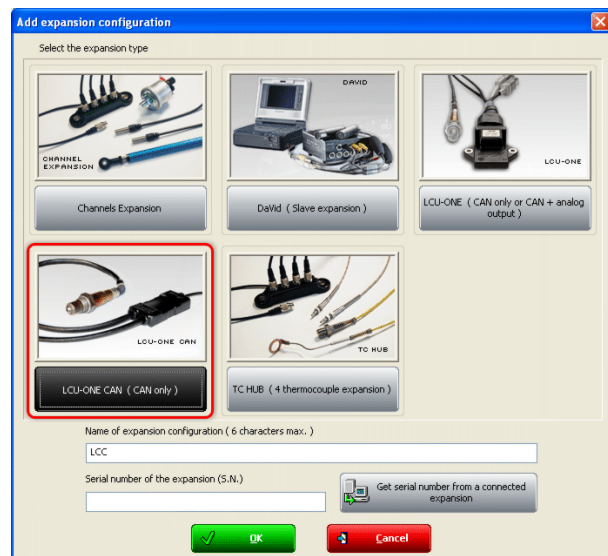 Add expansion configuration
Select the expansion type
CHANNEL
EXPANSION
DAVID
LCU-ONE
Channels Expansion
DaVid ( Slave expansion )
LCU-ONE ( CAN only or CAN + analog
output )
LCU-ONE CAN
TC HUB
LCU-ONE CAN ( CAN only )
TC HUB ( 4 thermocouple expansion )
Name of expansion configuration ( 6 characters max. )
LCC
Serial number of the expansion (S.N.)
Get serial number from a connected
expansion
OK
Cancel